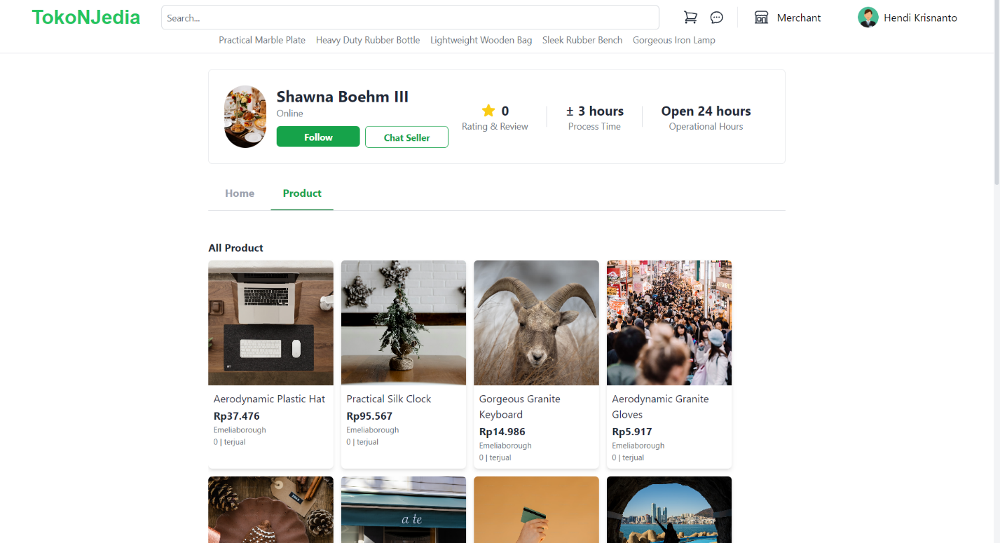 TokoNJedia
Search...
Merchant
Hendi Krisnanto
Practical Marble Plate Heavy Duty Rubber Bottle Lightweight Wooden Bag Sleek Rubber Bench Gorgeous Iron Lamp
Shawna Boehm III
Online
Follow
Chat Seller
0
Rating & Review
± 3 hours
Process Time
Open 24 hours
Operational Hours
Home
Product
All Product
Aerodynamic Plastic Hat
Rp37.476
Emeliaborough
0 | terjual
Practical Silk Clock
Rp95.567
Emeliaborough
0 | terjual
Gorgeous Granite
Keyboard
Rp14.986
Emeliaborough
0 | terjual
Aerodynamic Granite
Gloves
Rp5.917
Emeliaborough
0 | terjual
a te